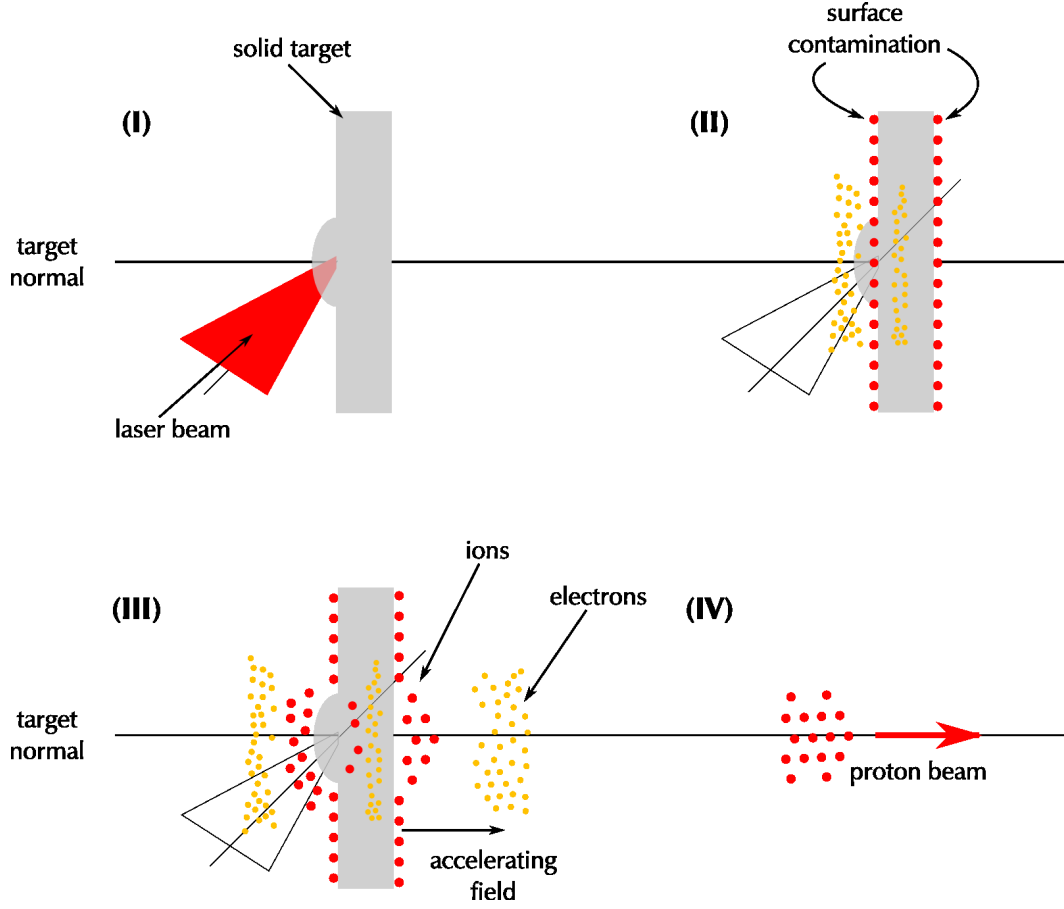 solid target
surface
contamination
(I)
(II)
target
normal
laser beam
ions
electrons
(III)
(IV)
target
normal
proton beam
accelerating
field